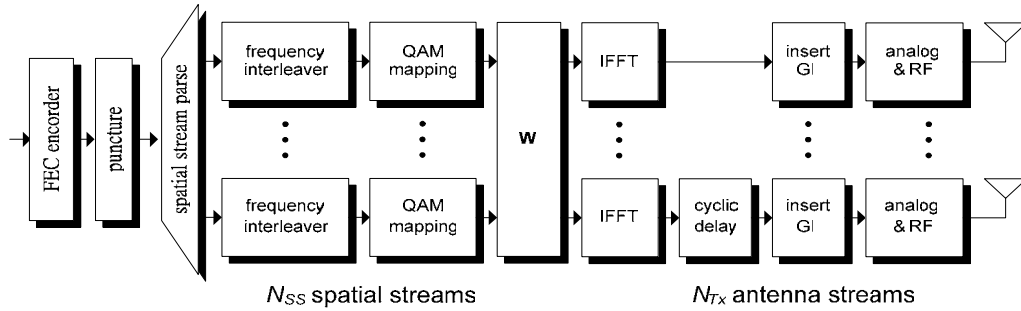 FEC encorder
puncture
spatial stream parse
frequency
interleaver
QAM
mapping
W
IFFT
insert
GI
analog
& RF
frequency
interleaver
QAM
mapping
IFFT
cyclic
delay
insert
GI
analog
& RF
NSS spatial streams
NTx antenna streams